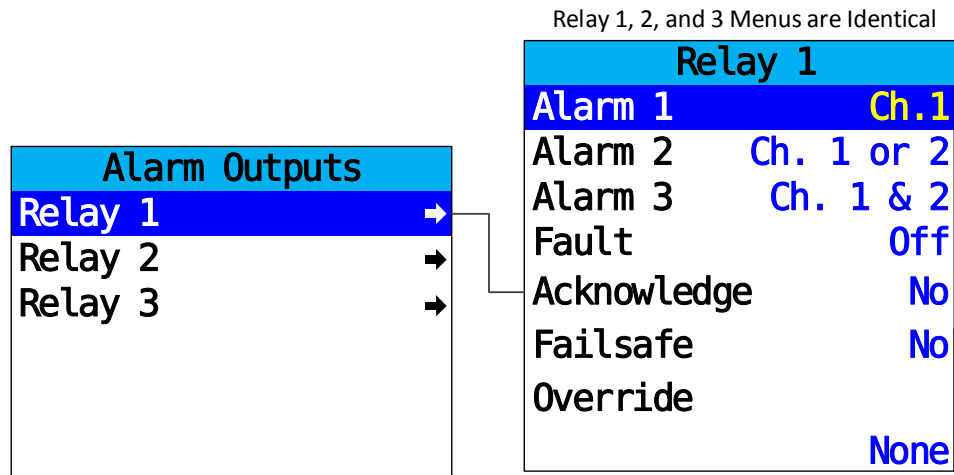 Relay 1, 2, and 3 Menus are Identical
Alarm Outputs
Relay 1
Relay 2
Relay 3
Relay 1
Alarm 1 Ch.1
Alarm 2 Ch. 1 or 2
Alarm 3 Ch. 1 & 2
Fault Off
Acknowledge No
Failsafe No
Override
None